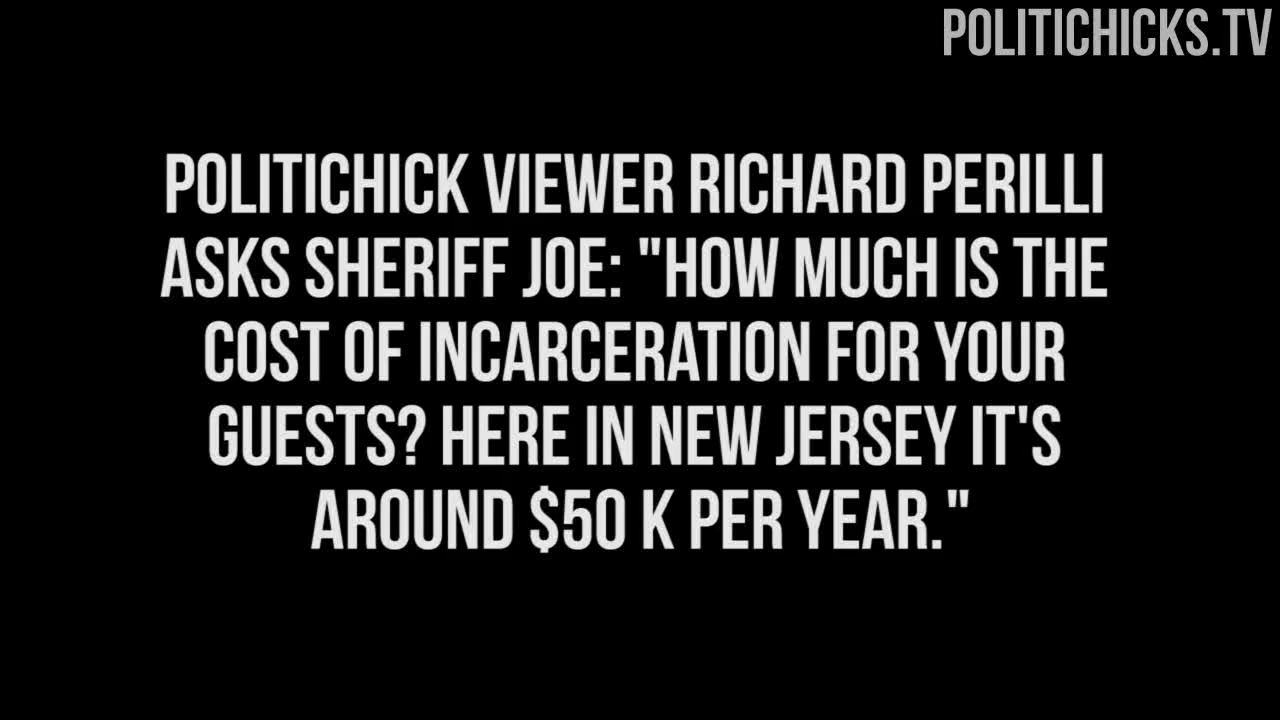 POLITICHICKS.TV
POLITICHICK VIEWER RICHARD PERILLI
ASKS SHERIFF JOE: "HOW MUCH IS THE
COST OF INCARCERATION FOR YOUR
GUESTS? HERE IN NEW JERSEY IT'S
AROUND $50 K PER YEAR."